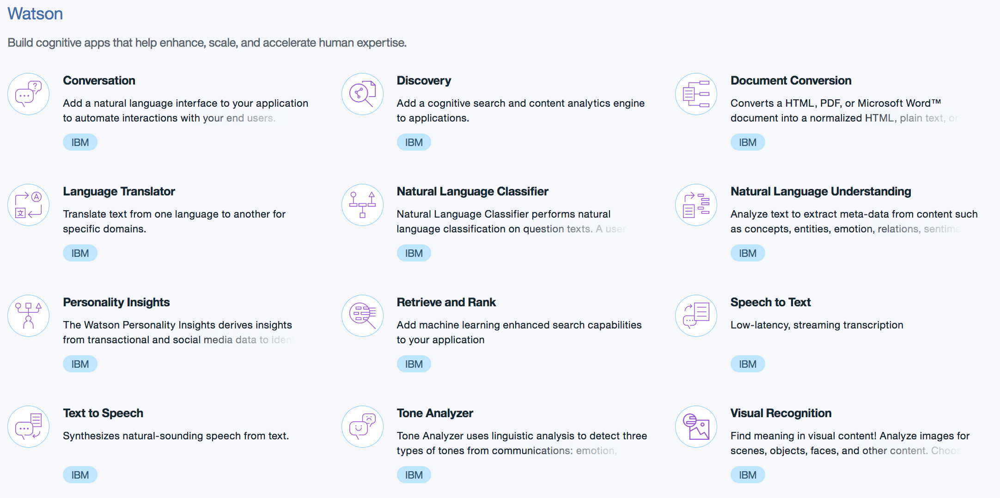 Watson
Build cognitive apps that help enhance, scale, and accelerate human expertise.
Conversation
Add a natural language interface to your application
to automate interactions with your end users.
IBM
Discovery
Add a cognitive search and content analytics engine
to applications.
IBM
Document Conversion
Converts a HTML, PDF, or Microsoft Word™
document into a normalized HTML, plain text, or
IBM
Language Translator
Translate text from one language to another for
specific domains.
IBM
Natural Language Classifier
Natural Language Classifier performs natural
language classification on question texts. A user
IBM
Natural Language Understanding
Analyze text to extract meta-data from content such
as concepts, entities, emotion, relations, sentime
IBM
Personality Insights
The Watson Personality Insights derives insights
from transactional and social media data to iden
IBM
Retrieve and Rank
Add machine learning enhanced search capabilities
to your application
IBM
Speech to Text
Low-latency, streaming transcription
IBM
Text to Speech
Synthesizes natural-sounding speech from text.
IBM
Tone Analyzer
Tone Analyzer uses linguistic analysis to detect three
types of tones from communications: emotion,
IBM
Visual Recognition
Find meaning in visual content! Analyze images for
scenes, objects, faces, and other content. Choos
IBM
A
文
?